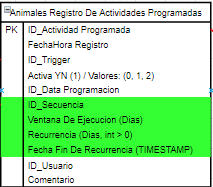 Animales Registro De Actividades Programadas
PK ID_Actividad Programada
FechaHora Registro
ID_Trigger
Activa YN (1) / Valores: (0, 1, 2)
ID_Data Programacion
ID_Secuencia
Ventana De Ejecucion (Dias)
Recurrencia (Dias, int > 0)
Fecha Fin De Recurrencia (TIMESTAMP)
ID_Usuario
Comentario